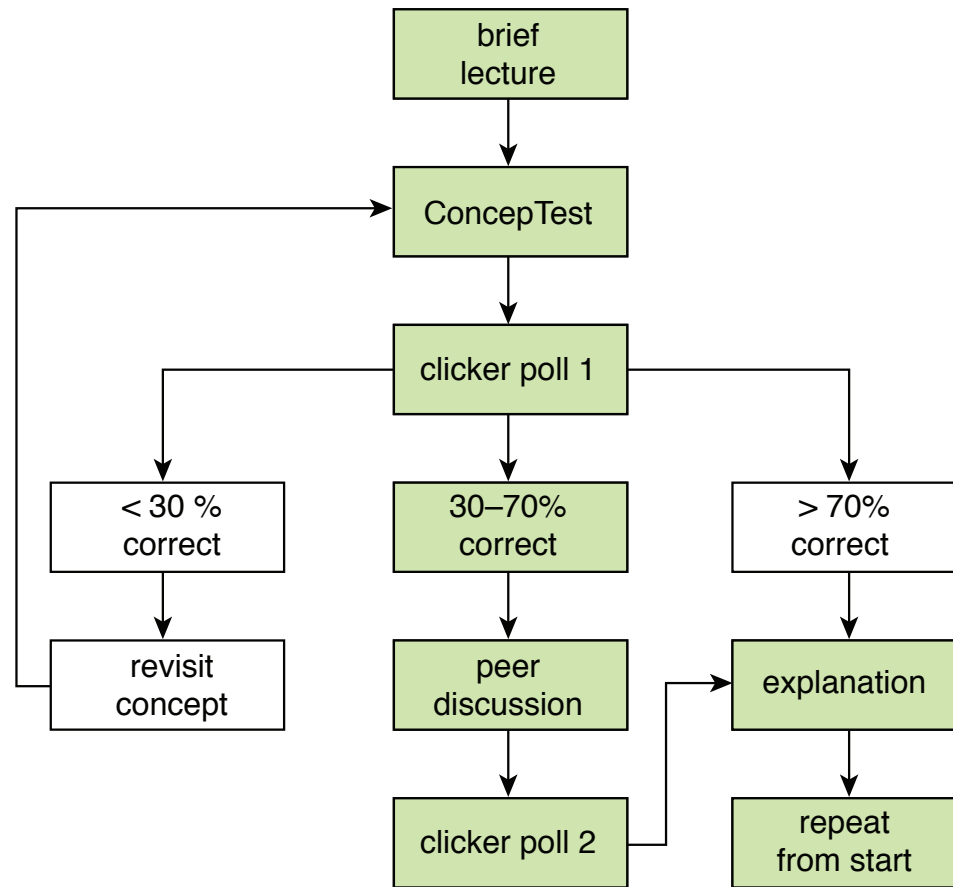 brief
lecture
ConcepTest
clicker poll 1
< 30 %
correct
30–70%
correct
> 70%
correct
revisit
concept
peer
discussion
explanation
clicker poll 2
repeat
from start